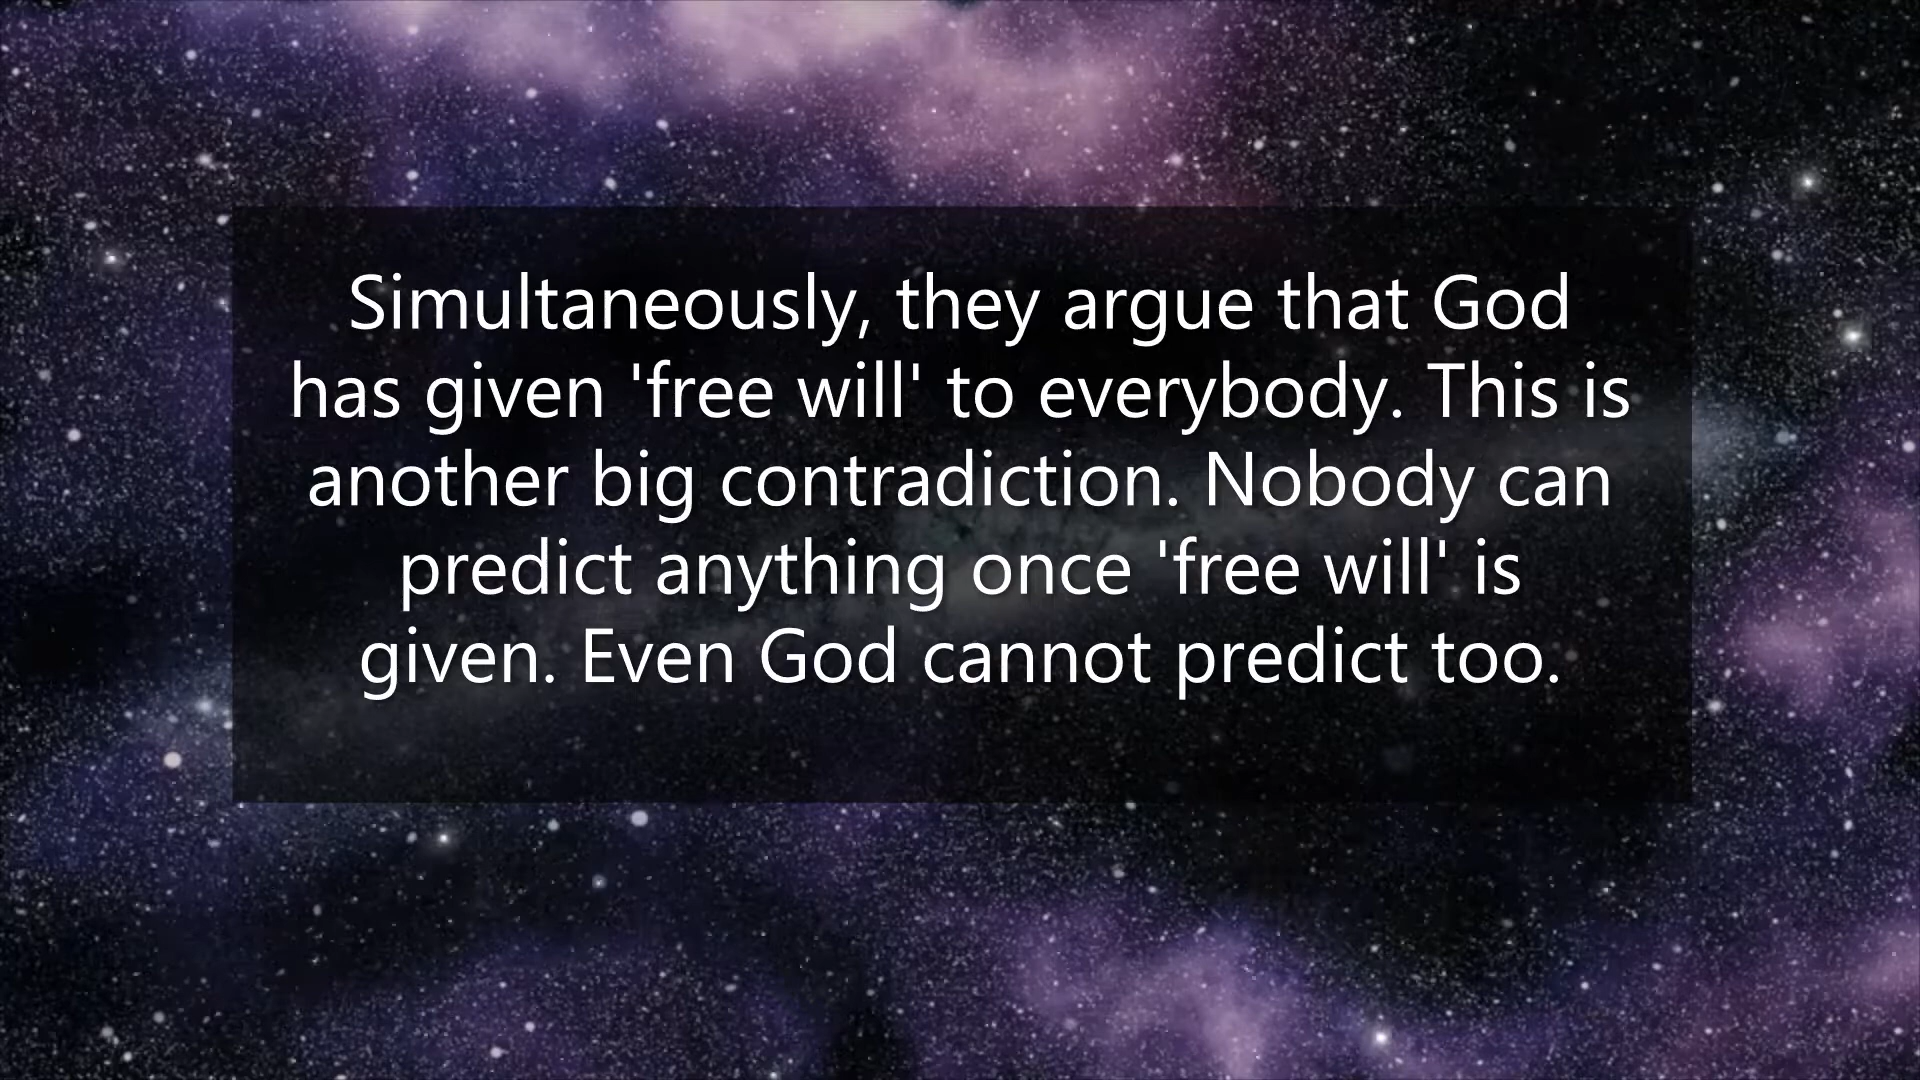 Simultaneously, they argue that God
has given 'free will' to everybody. This is
another big contradiction. Nobody can
predict anything once 'free will' is
given. Even God cannot predict too.